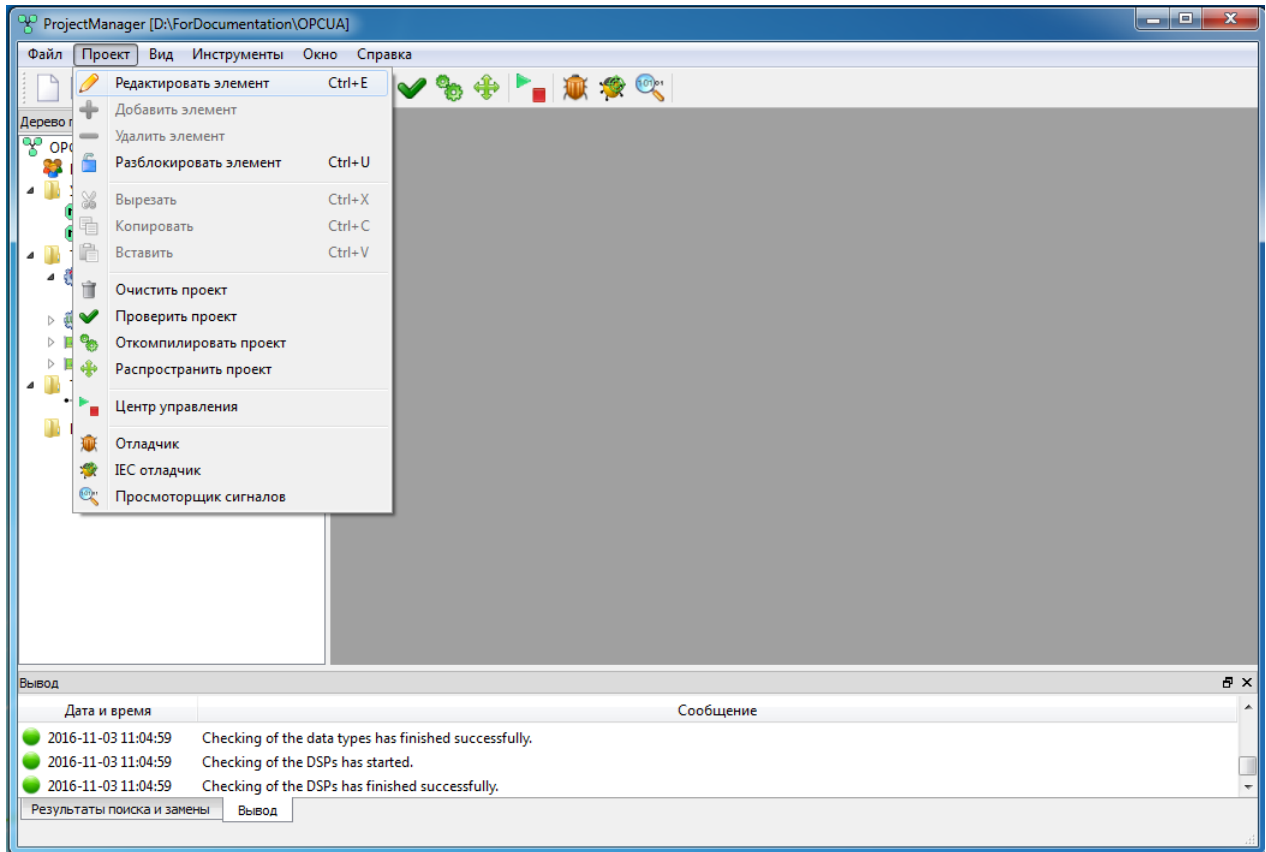 ProjectManager [D:\ForDocumentation\OPCUA]
Файл Проект Вид Инструменты Окно Справка
Редактировать элемент Ctrl+E
Добавить элемент
Удалить элемент
Разблокировать элемент Ctrl+U
Вырезать Ctrl+X
Копировать Ctrl+C
Вставить Ctrl+V
Очистить проект
Проверить проект
Откомпилировать проект
Распространить проект
Центр управления
Отладчик
IEC отладчик
Просмоторщик сигналов
Дерево
Вывод
Дата и время Сообщение
2016-11-03 11:04:59 Checking of the data types has finished successfully.
2016-11-03 11:04:59 Checking of the DSPs has started.
2016-11-03 11:04:59 Checking of the DSPs has finished successfully.
Результаты поиска и замены Вывод